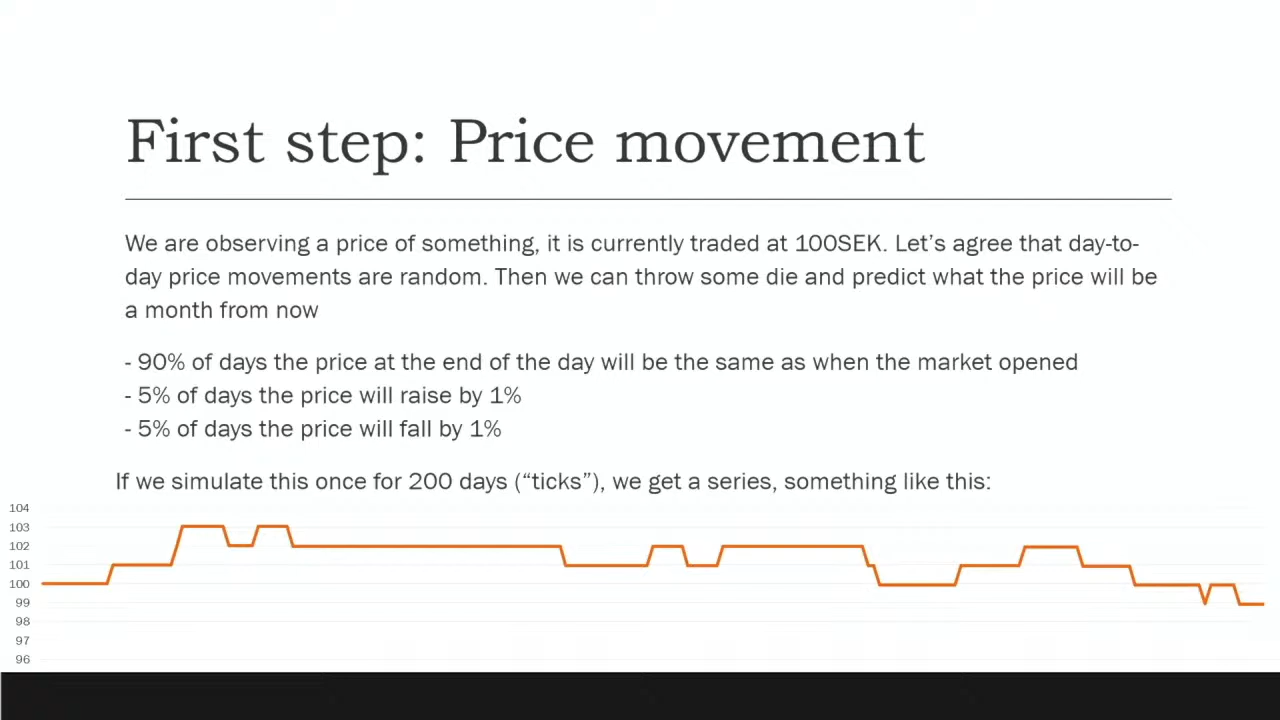 First step: Price movement
We are observing a price of something, it is currently traded at 100SEK. Let’s agree that day-to-
day price movements are random. Then we can throw some die and predict what the price will be
a month from now
- 90% of days the price at the end of the day will be the same as when the market opened
- 5% of days the price will raise by 1%
- 5% of days the price will fall by 1%
If we simulate this once for 200 days (“ticks”), we get a series, something like this:
104
103
102
101
100
99
98
97
96